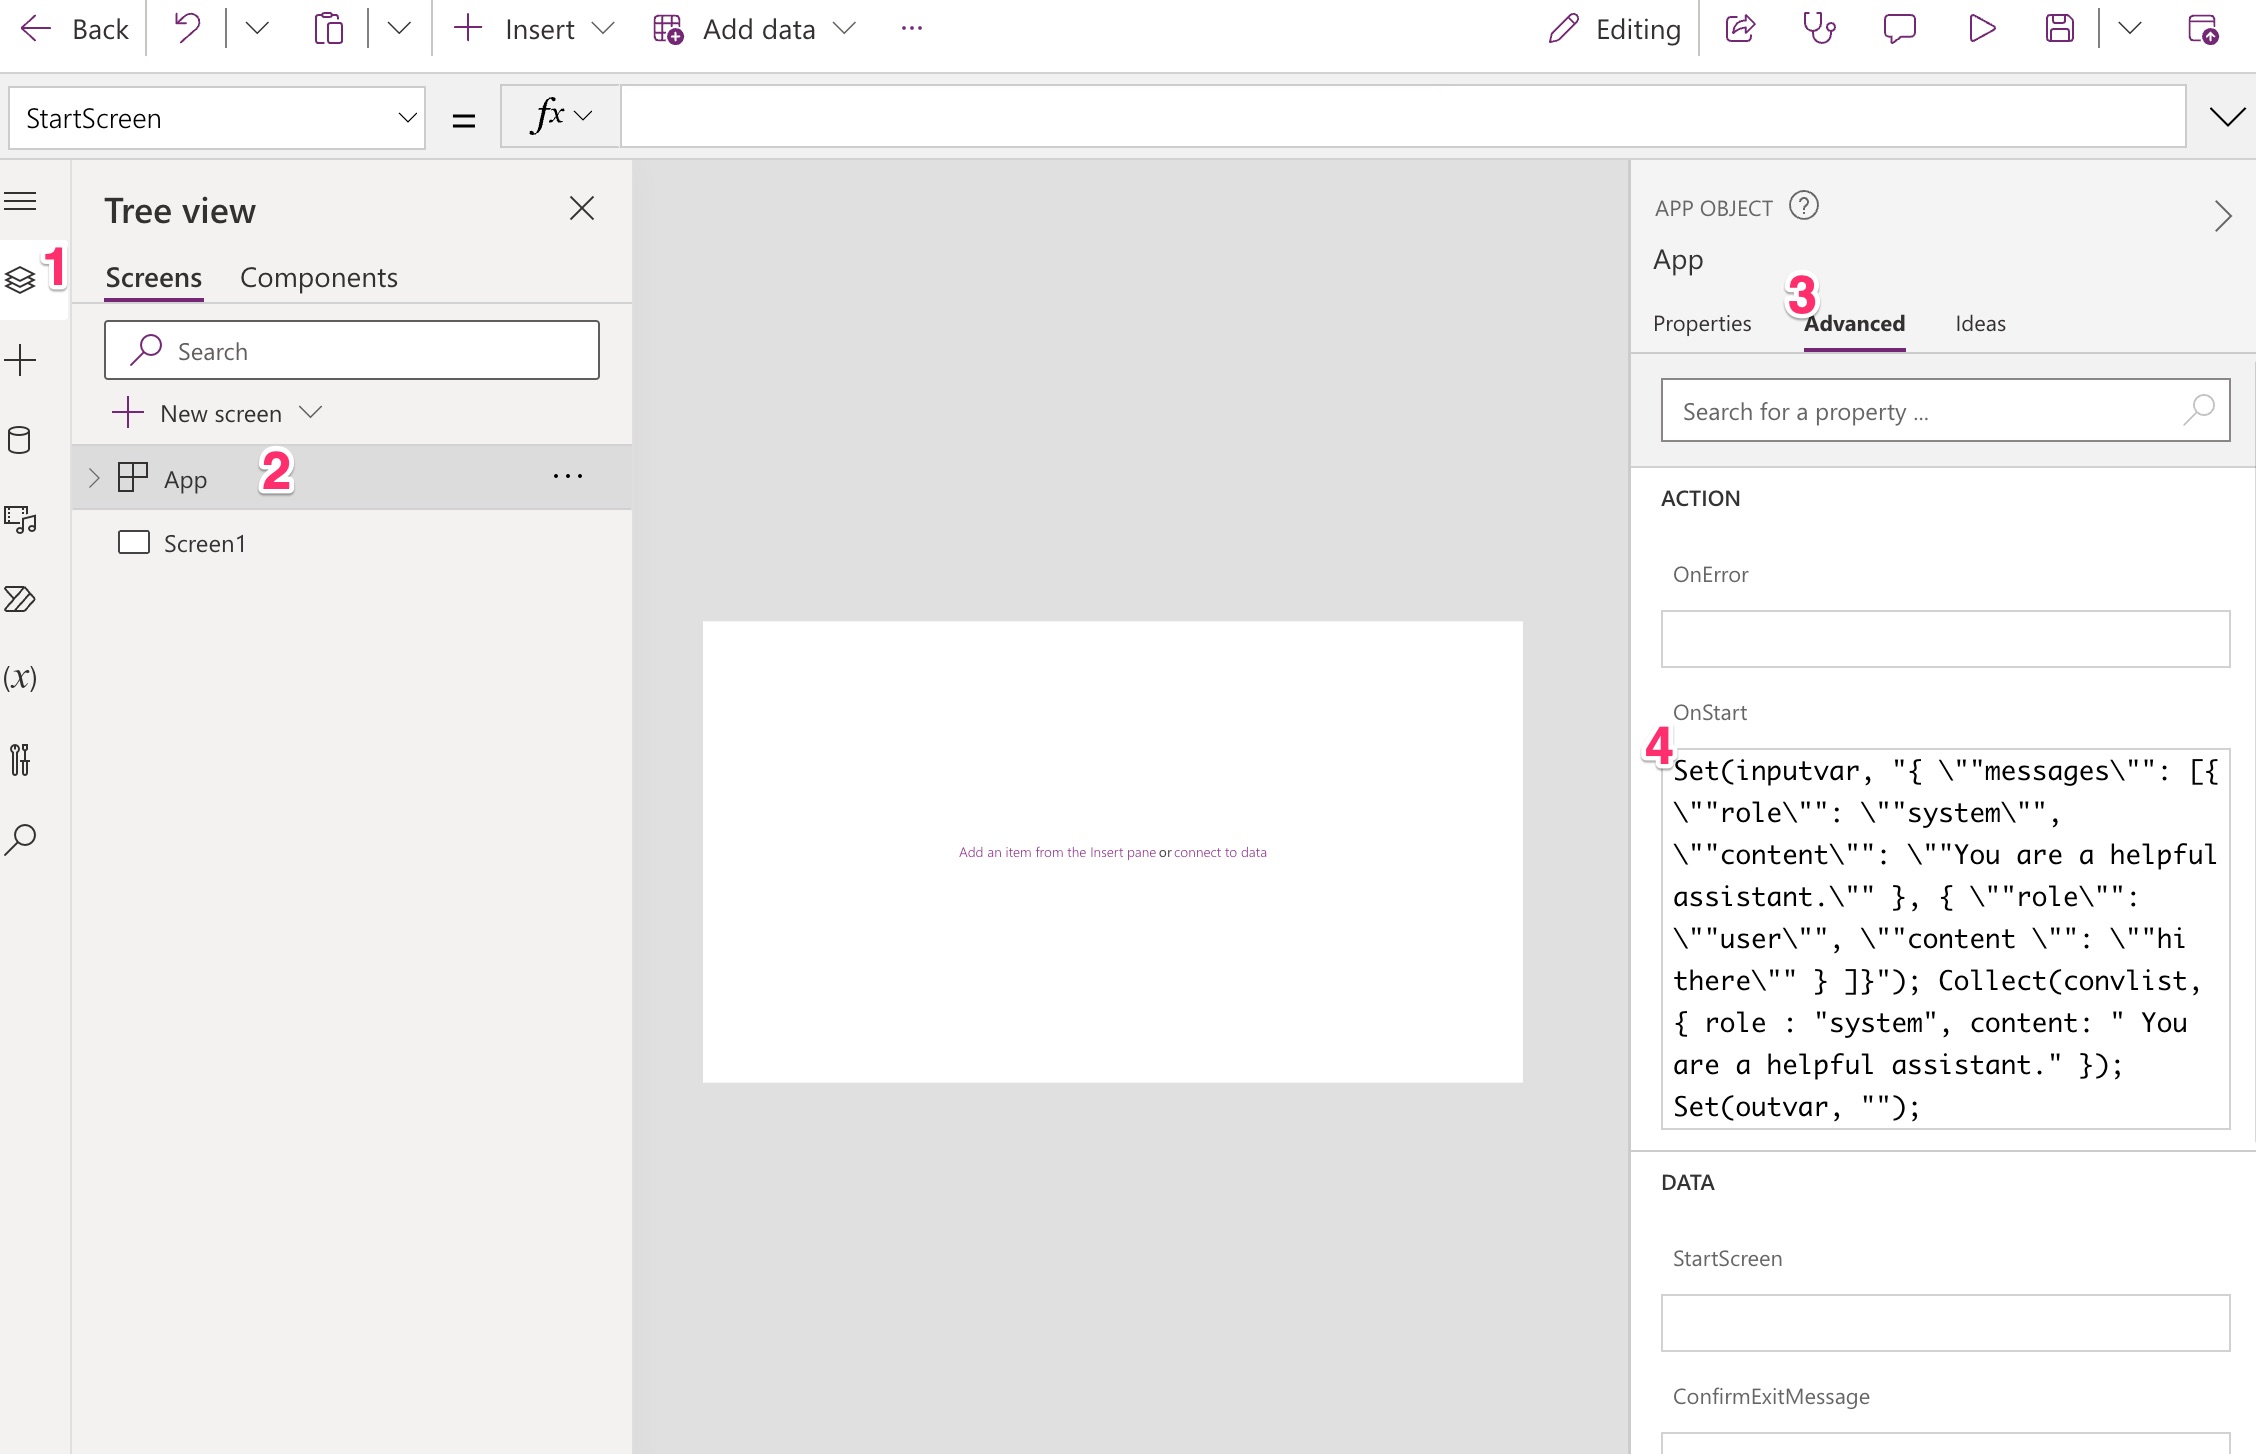 Back
Insert
Add data
Editing
StartScreen
=
fx
Tree view
1
Screens
Components
Search
New screen
App
2
Screen1
(x)
Add an item from the Insert pane or connect to data
APP OBJECT
?
App
3
Properties
Advanced
Ideas
Search for a property ...
ACTION
OnError
OnStart
4
Set(inputvar, "{ \""messages\"": [{
\""role\"": \""system\"",
\""content\"": \""You are a helpful
assistant.\"" }, { \""role\"":
\""user\"", \""content \"": \""hi
there\"" } ]}"); Collect(convlist,
{ role : "system", content: " You
are a helpful assistant." });
Set(outvar, "");
DATA
StartScreen
ConfirmExitMessage